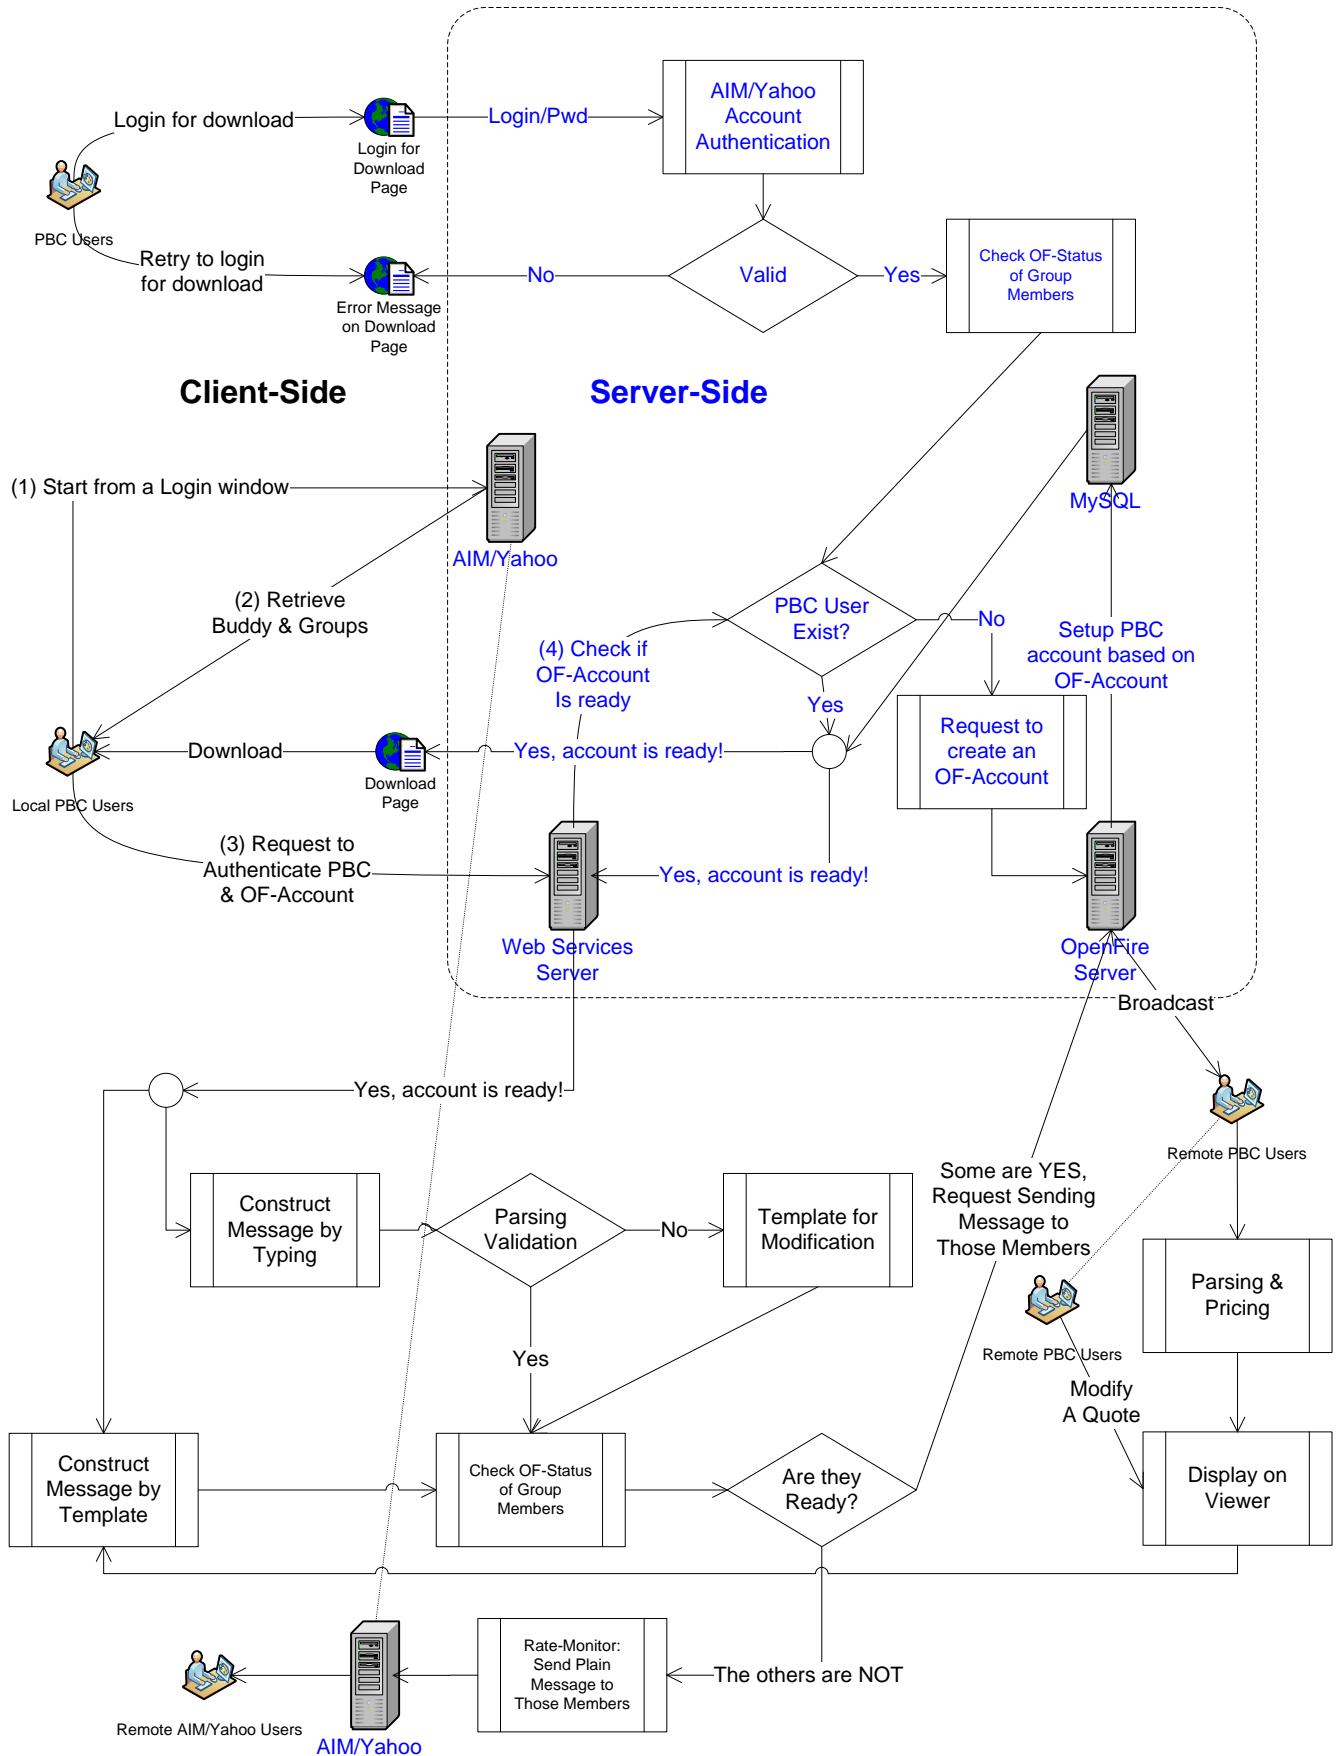 AIM/Yahoo
Account
Authentication
Login for download
Login/Pwd
Login for
Download
Page
PBC Users
Retry to login
for download
Error Message
on Download
Page
No
Valid
Yes
Check OF-Status
of Group
Members
Client-Side
Server-Side
(1) Start from a Login window
AIM/Yahoo
MySQL
(2) Retrieve
Buddy & Groups
PBC User
Exist?
No
(4) Check if
OF-Account
Is ready
Setup PBC
account based on
OF-Account
Yes
Request to
create an
OF-Account
Download
Yes, account is ready!
Download
Page
Local PBC Users
(3) Request to
Authenticate PBC
& OF-Account
Yes, account is ready!
Web Services
Server
OpenFire
Server
Broadcast
Yes, account is ready!
Remote PBC Users
Construct
Message by
Typing
Parsing
Validation
No
Template for
Modification
Some are YES,
Request Sending
Message to
Those Members
Parsing &
Pricing
Remote PBC Users
Yes
Modify
A Quote
Construct
Message by
Template
Check OF-Status
of Group
Members
Are they
Ready?
Display on
Viewer
Rate-Monitor:
Send Plain
Message to
Those Members
The others are NOT
Remote AIM/Yahoo Users
AIM/Yahoo